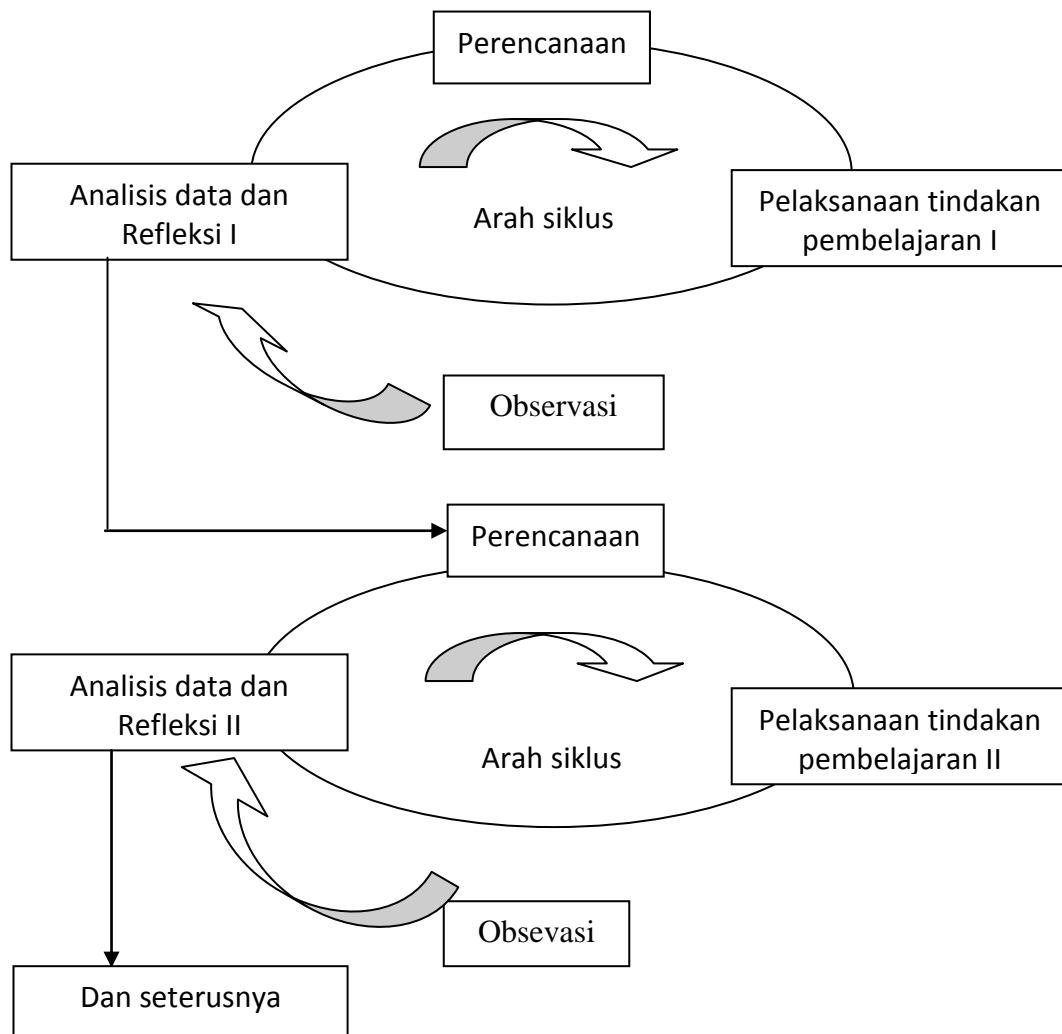 Perencanaan
Analisis data dan
Refleksi I
Arah siklus
Pelaksanaan tindakan
pembelajaran I
Observasi
Perencanaan
Analisis data dan
Refleksi II
Arah siklus
Pelaksanaan tindakan
pembelajaran II
Obsevasi
Dan seterusnya